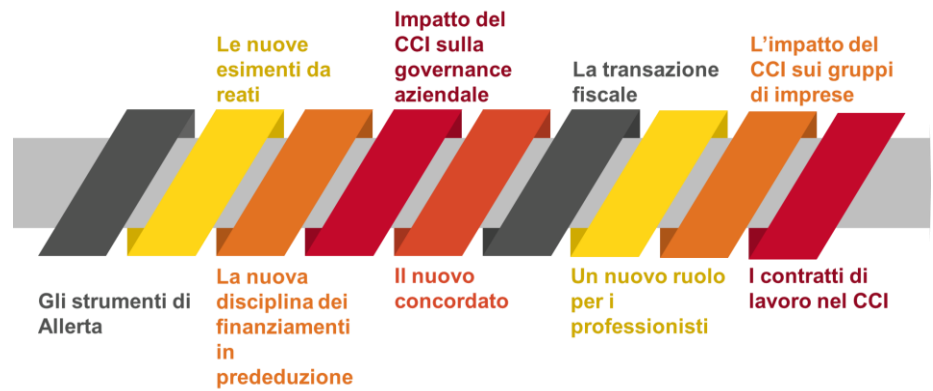 Gli strumenti di
Allerta
Le nuove
esimenti da
reati
La nuova
disciplina dei
finanziamenti
in
prededuzione
Impatto del
CCI sulla
governance
aziendale
Il nuovo
concordato
La transazione
fiscale
Un nuovo ruolo
per i
professionisti
L’impatto del
CCI sui gruppi
di imprese
I contratti di
lavoro nel CCI